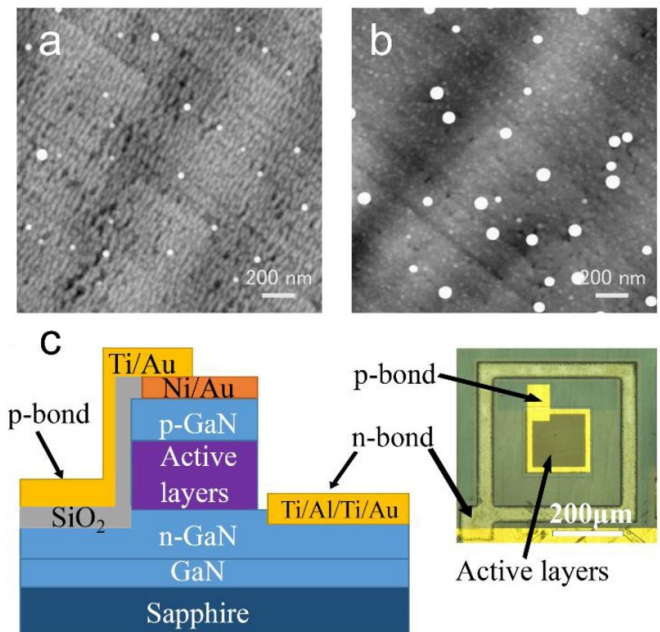 a
b
200 nm
200 nm
c
Ti/Au
Ni/Au
p-bond
p-GaN
Active
layers
SiO2
Ti/Al/Ti/Au
n-GaN
GaN
Sapphire
p-bond
n-bond
200μm
Active layers